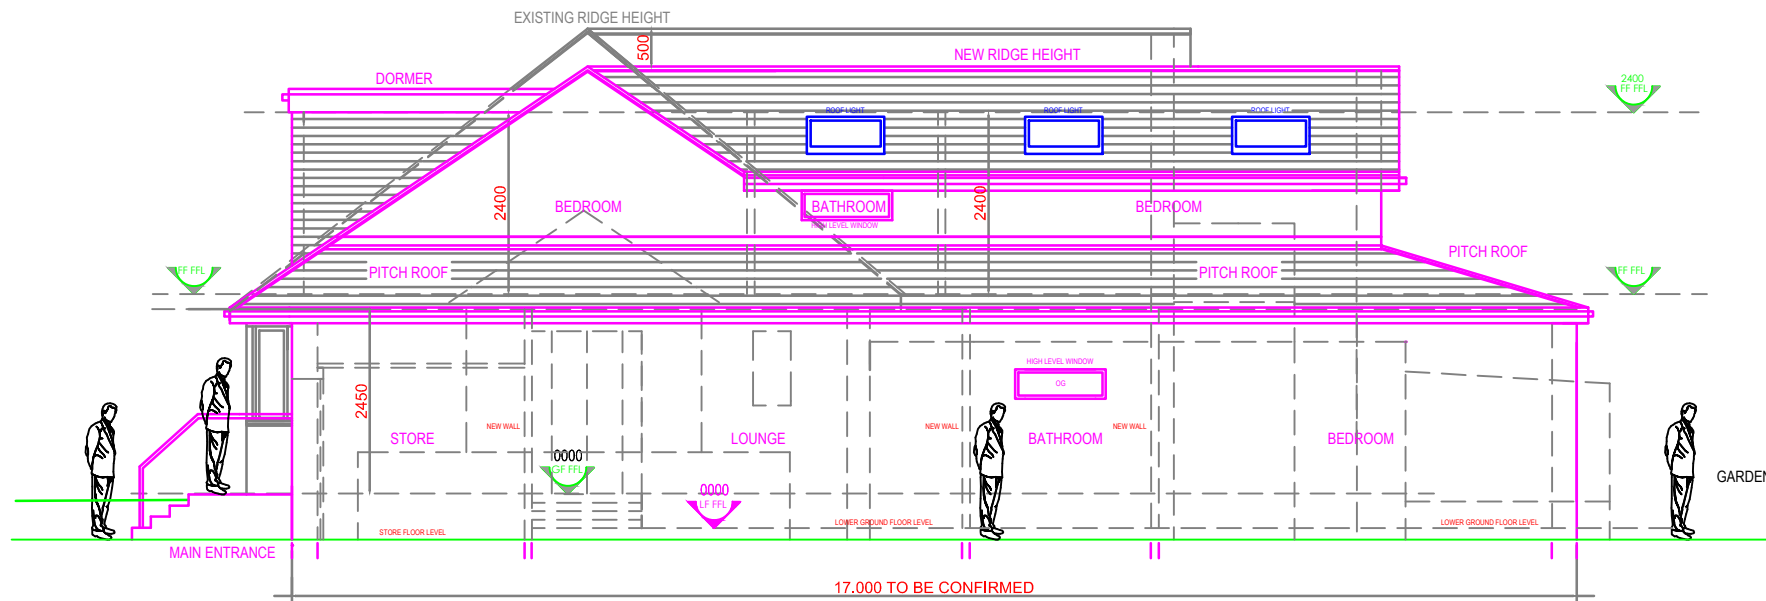 EXISTING RIDGE HEIGHT
500
NEW RIDGE HEIGHT
DORMER
2400
FF FFL
ROOF LIGHT
ROOF LIGHT
ROOF LIGHT
2400
2400
BEDROOM
BATHROOM
BEDROOM
HIGH LEVEL WINDOW
PITCH ROOF
PITCH ROOF
PITCH ROOF
FF FFL
FF FFL
HIGH LEVEL WINDOW
OG
2450
NEW WALL
NEW WALL
NEW WALL
STORE
LOUNGE
BATHROOM
BEDROOM
0000
GF FFL
0000
LF FFL
GARDEN
STORE FLOOR LEVEL
LOWER GROUND FLOOR LEVEL
LOWER GROUND FLOOR LEVEL
MAIN ENTRANCE
17.000 TO BE CONFIRMED